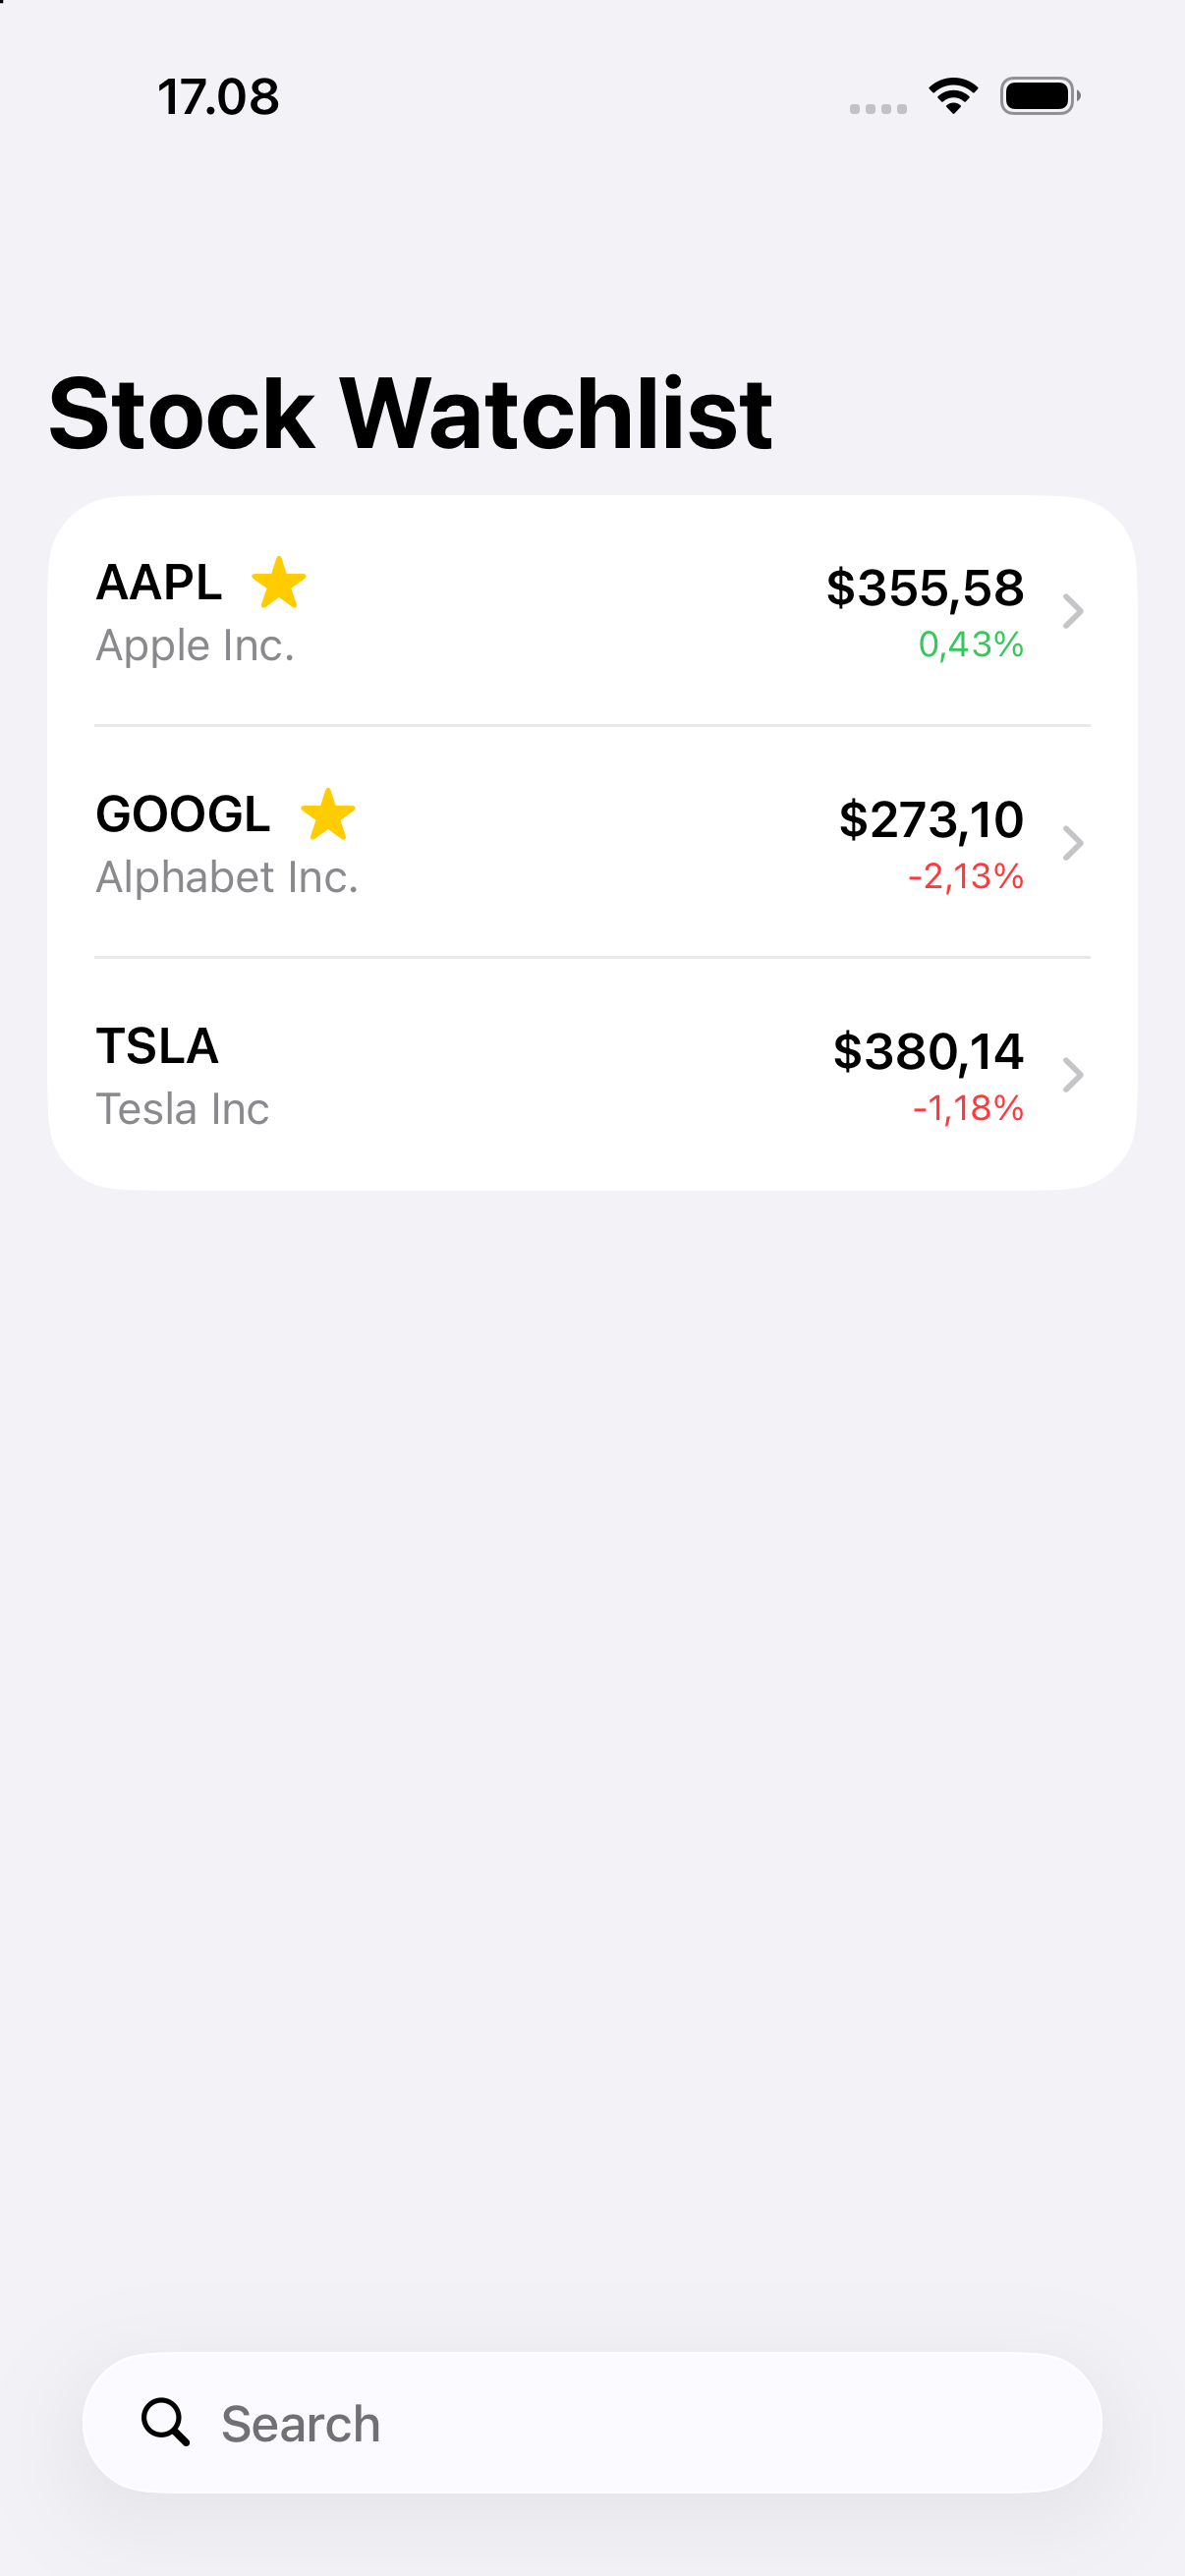 17.08
Stock Watchlist
AAPL
$355,58
Apple Inc.
0,43%
GOOGL
$273,10
Alphabet Inc.
-2,13%
TSLA
$380,14
Tesla Inc
-1,18%
Search